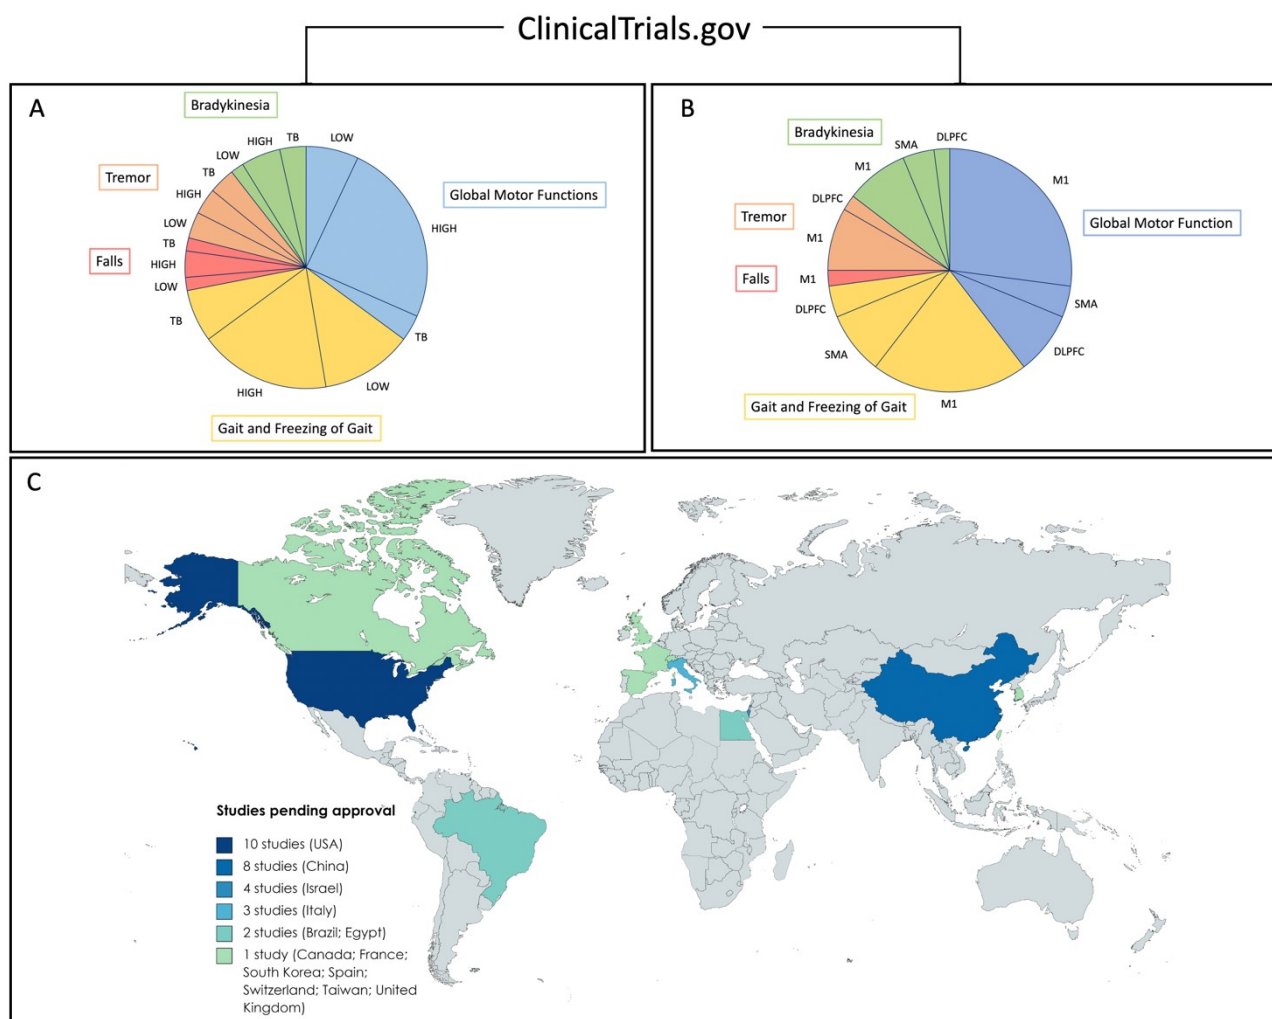 ClinicalTrials.gov
A
Bradykinesia
Tremor
Falls
Global Motor Functions
Gait and Freezing of Gait
LOW
HIGH
TB
LOW
HIGH
TB
LOW
HIGH
TB
LOW
HIGH
TB
LOW
HIGH
TB
B
Bradykinesia
Tremor
Falls
Global Motor Function
Gait and Freezing of Gait
M1
SMA
DLPFC
M1
SMA
DLPFC
M1
M1
DLPFC
M1
SMA
DLPFC
C
Studies pending approval
10 studies (USA)
8 studies (China)
4 studies (Israel)
3 studies (Italy)
2 studies (Brazil; Egypt)
1 study (Canada; France;
South Korea; Spain;
Switzerland; Taiwan; United
Kingdom)